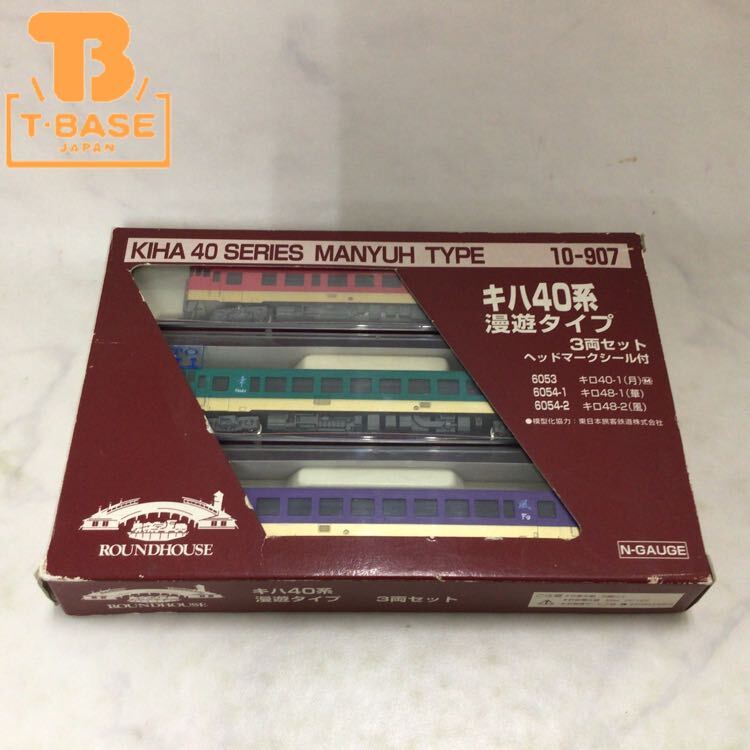 T·BASE
JAPAN
KIHA 40 SERIES MANYUH TYPE 10-907
キハ40系
漫遊タイプ
3両セット
ヘッドマークシール付
6053 キロ40-1(月)M
6054-1 キロ48-1(華)
6054-2 キロ48-2(風)
●模型化協力:東日本旅客鉄道株式会社
風
ROUNDHOUSE
N-GAUGE
ROUNDHOUSE
キハ40系
漫遊タイプ 3両セット